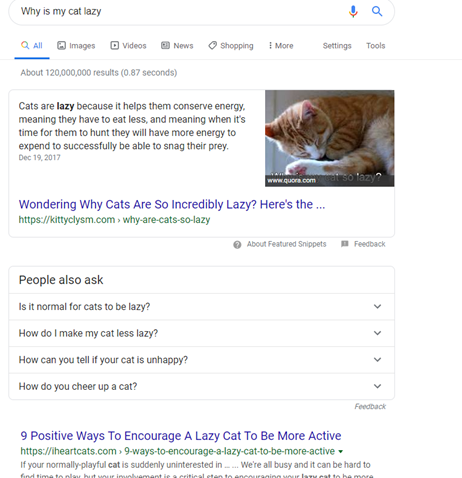 Why is my cat lazy
All Images Videos News Shopping More Settings Tools
About 120,000,000 results (0.87 seconds)
Cats are lazy because it helps them conserve energy,
meaning they have to eat less, and meaning when it's
time for them to hunt they will have more energy to
expend to successfully be able to snag their prey.
Dec 19, 2017
so lazy?
www.quora.com
Wondering Why Cats Are So Incredibly Lazy? Here's the ...
https://kittyclysm.com › why-are-cats-so-lazy
About Featured Snippets Feedback
People also ask
Is it normal for cats to be lazy?
How do I make my cat less lazy?
How can you tell if your cat is unhappy?
How do you cheer up a cat?
Feedback
9 Positive Ways To Encourage A Lazy Cat To Be More Active
https://iheartcats.com › 9-ways-to-encourage-a-lazy-cat-to-be-more-active
If your normally-playful cat is suddenly uninterested in ... ... We're all busy and it can be hard to
find time to play, but your involvement is a critical step to encouraging your lazy cat to be more